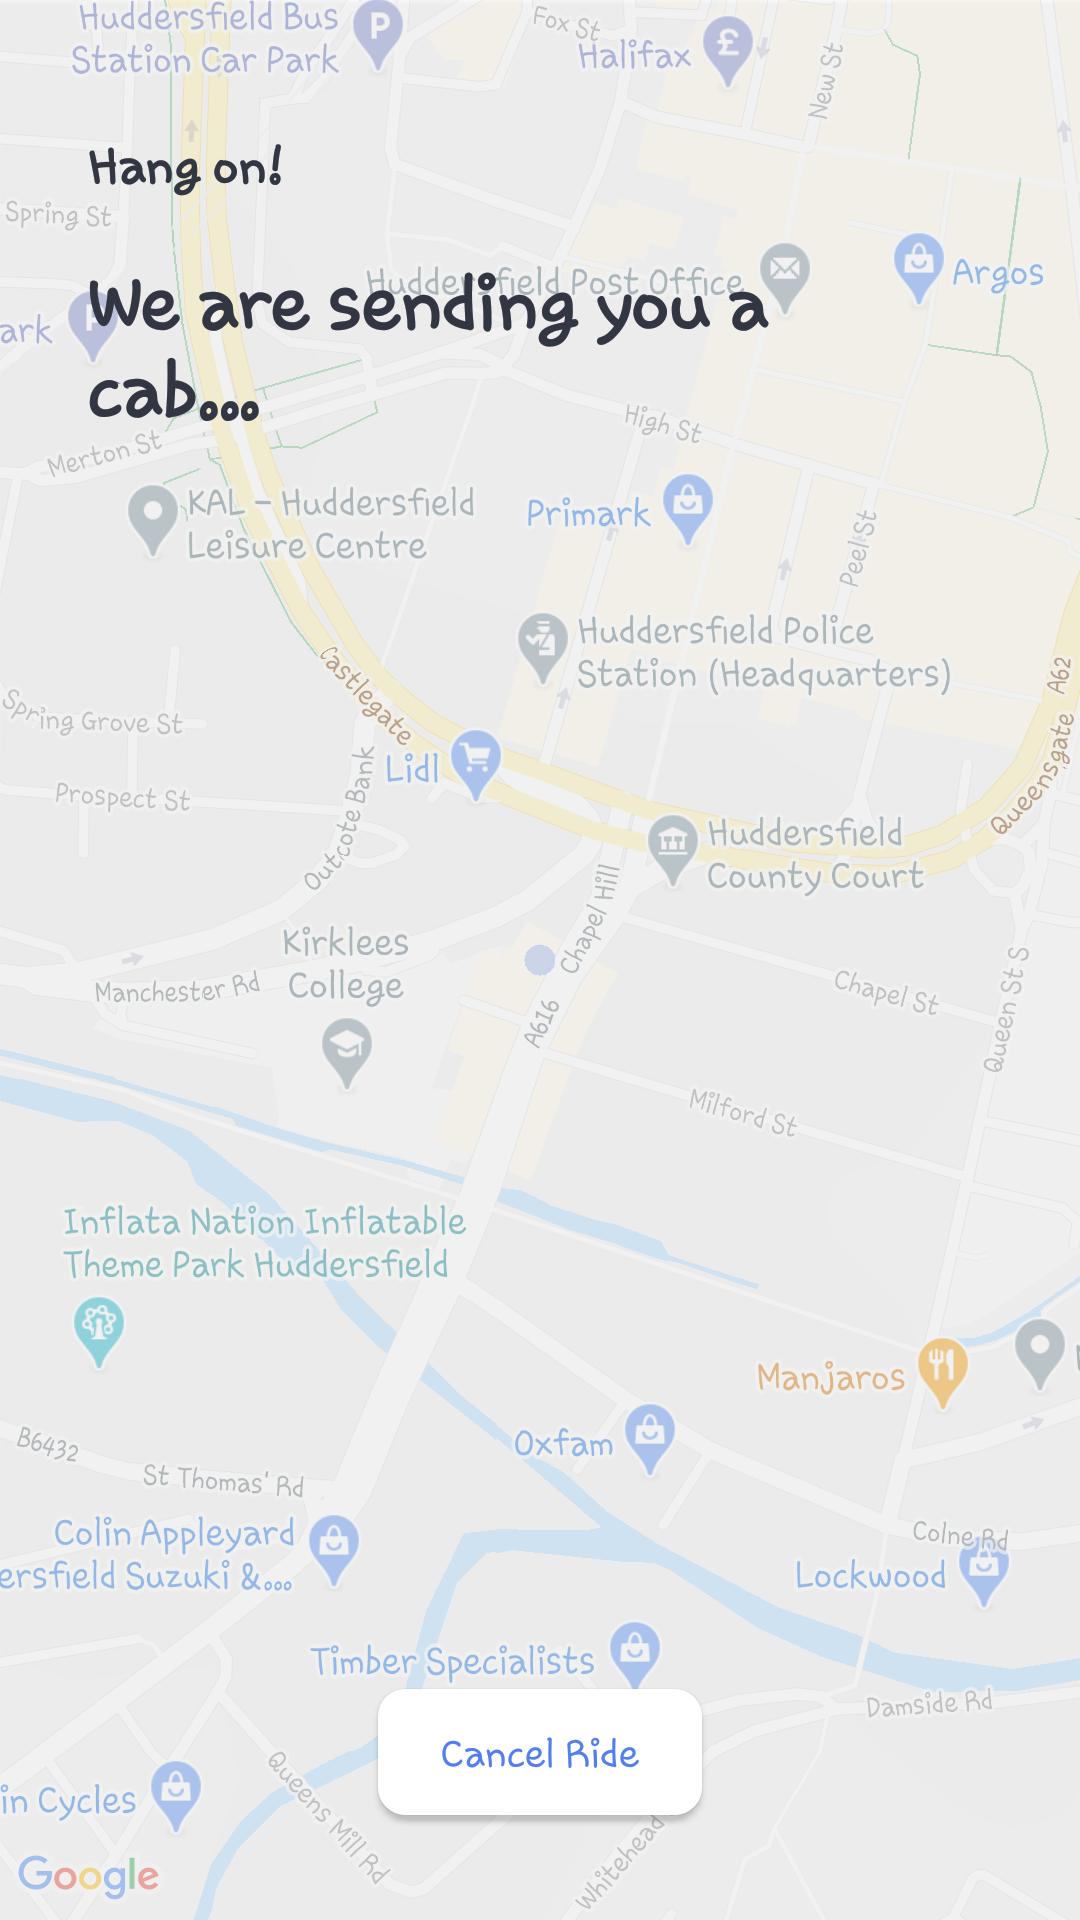 Huddersfield Bus
Station Car Park
Fox St
Halifax
New St
Hang on!
Spring St
Huddersfield Post Office
Argos
We are sending you a
cab...
ark
High St
Merton St
KAL - Huddersfield
Leisure Centre
Primark
Peel St
Huddersfield Police
Station (Headquarters)
A62
Castlegate
Spring Grove St
Lidl
Queensgate
Prospect St
Outcote Bank
Huddersfield
County Court
Chapel Hill
Kirklees
College
Manchester Rd
Chapel St
Queen St S
A616
Milford St
Inflata Nation Inflatable
Theme Park Huddersfield
Manjaros
Oxfam
B6432
St Thomas' Rd
Colin Appleyard
ersfield Suzuki &...
Colne Rd
Lockwood
Timber Specialists
Damside Rd
Cancel Ride
in Cycles
Queens Mill Rd
Whitehead
Google